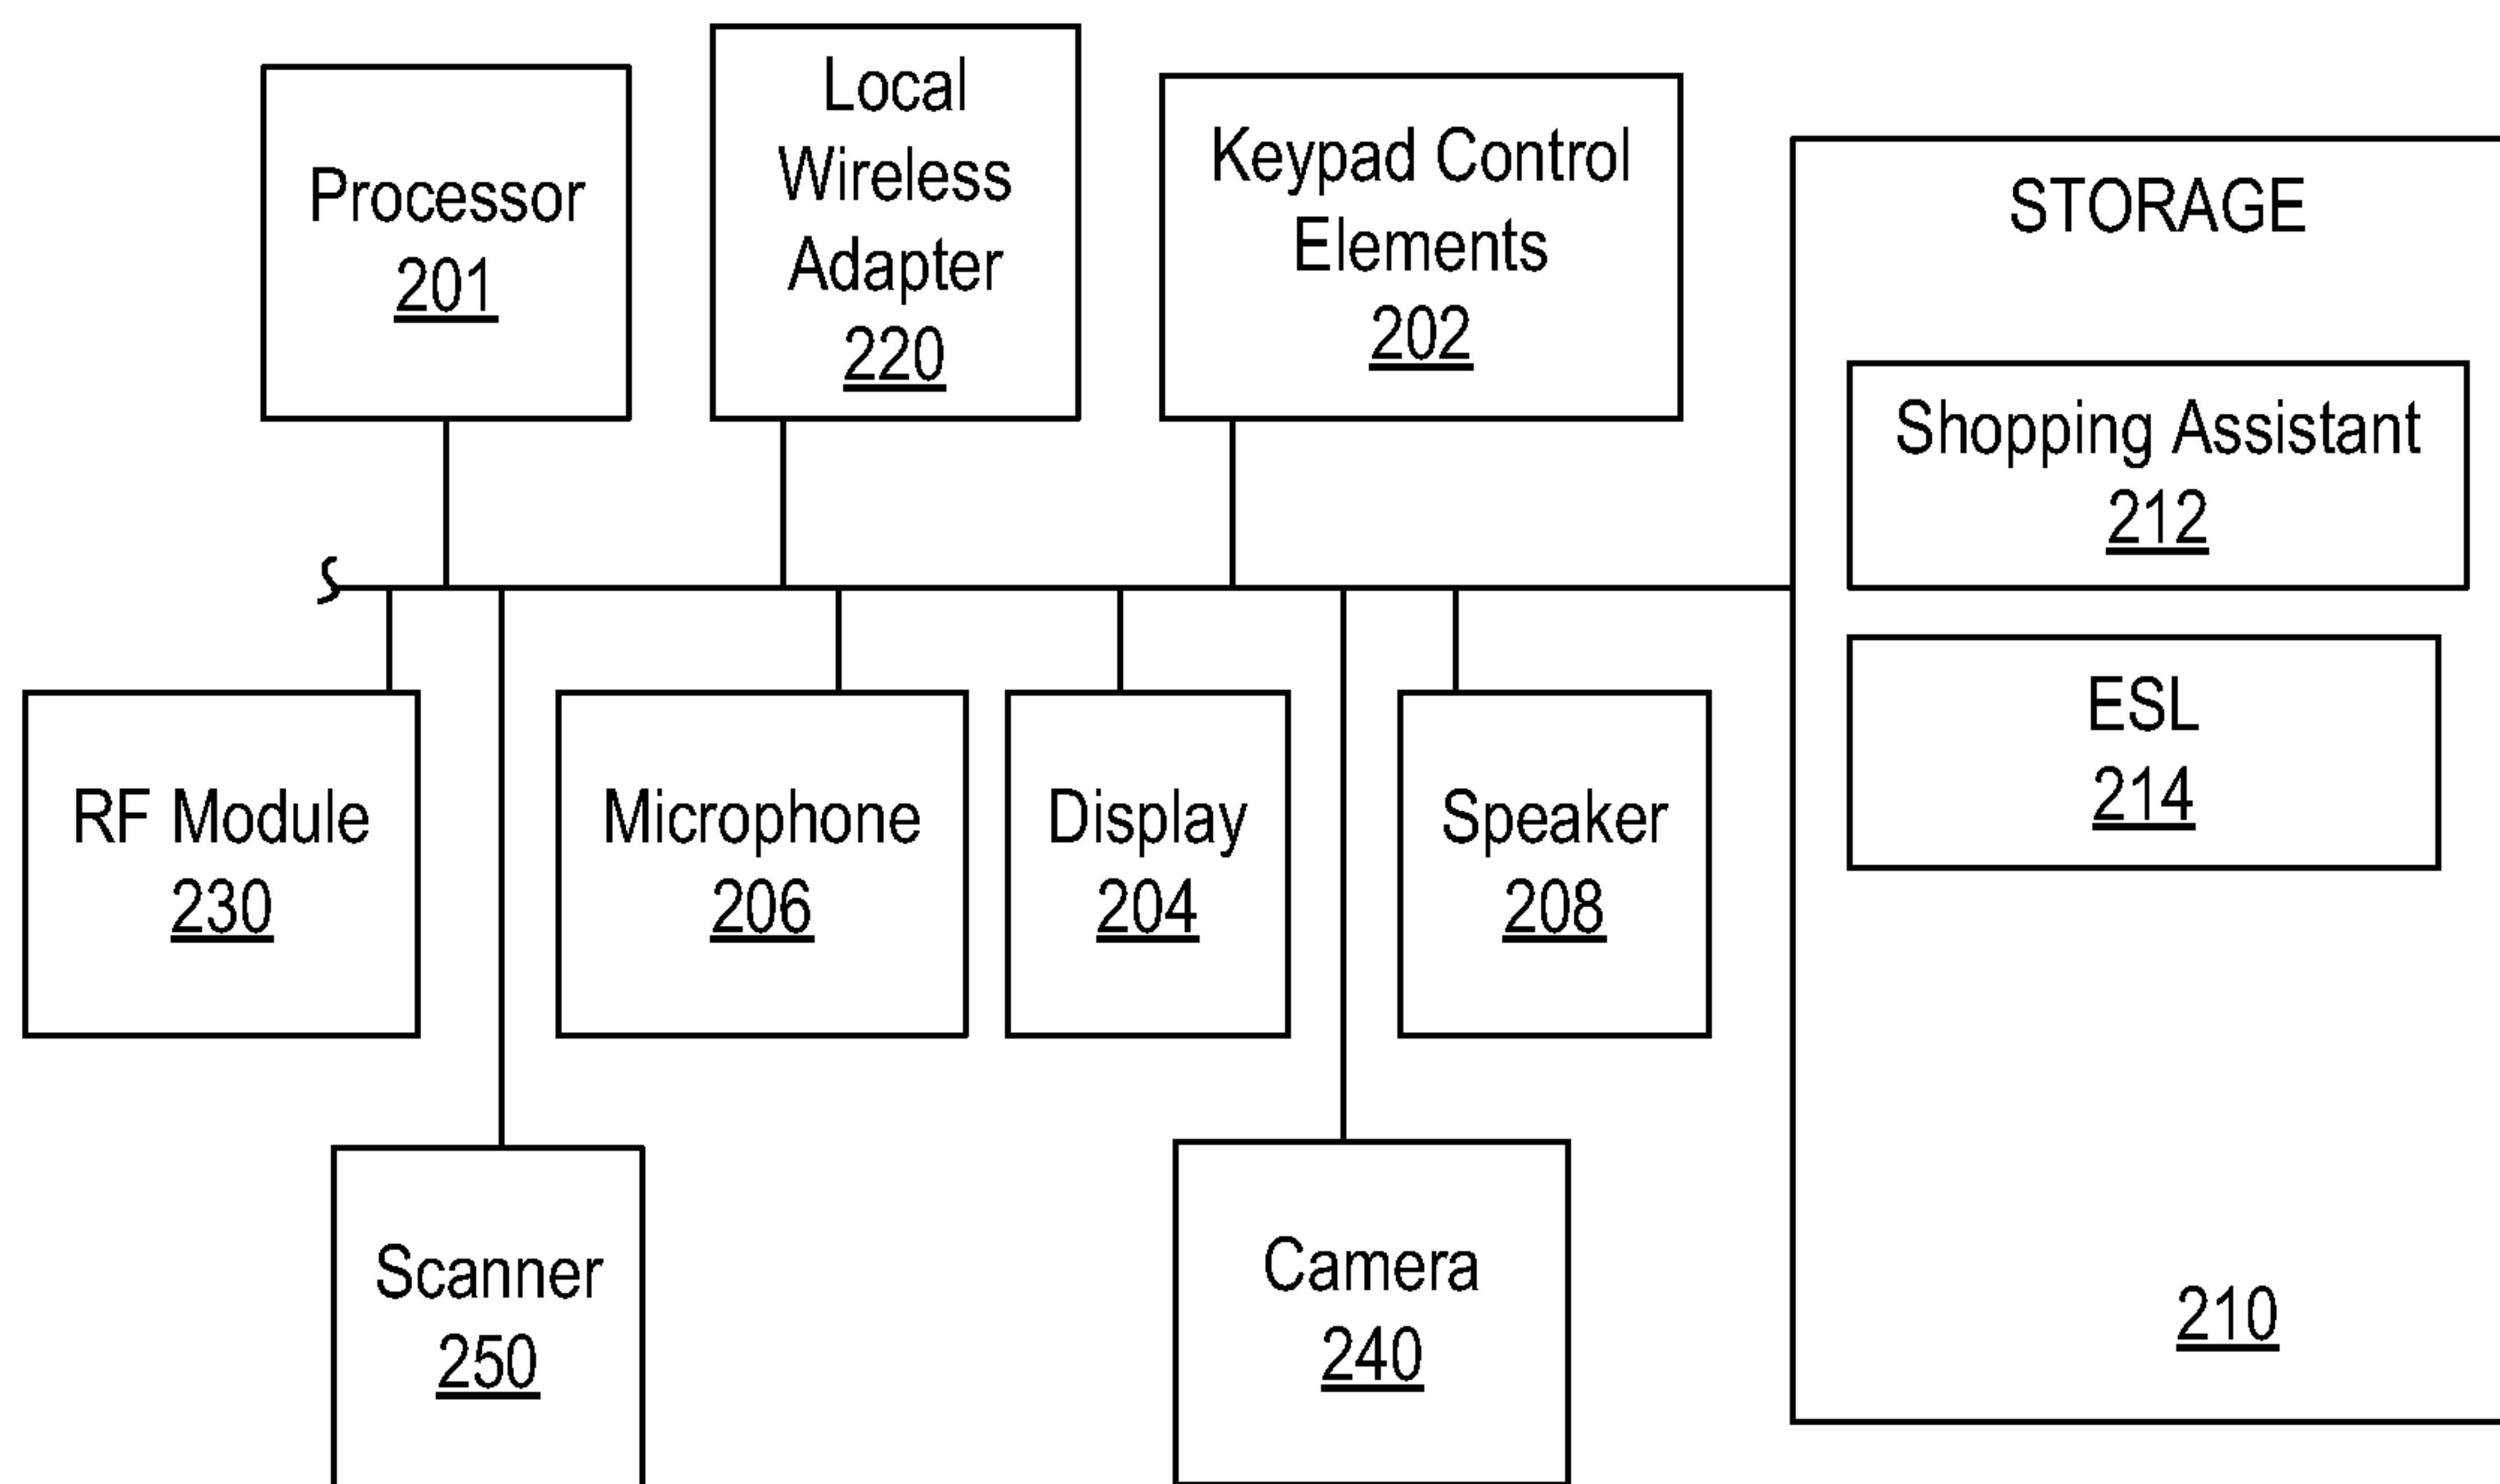 Processor
201
Local
Wireless
Adapter
220
Keypad Control
Elements
202
STORAGE
Shopping Assistant
212
ESL
214
210
RF Module
230
Microphone
206
Display
204
Speaker
208
Scanner
250
Camera
240